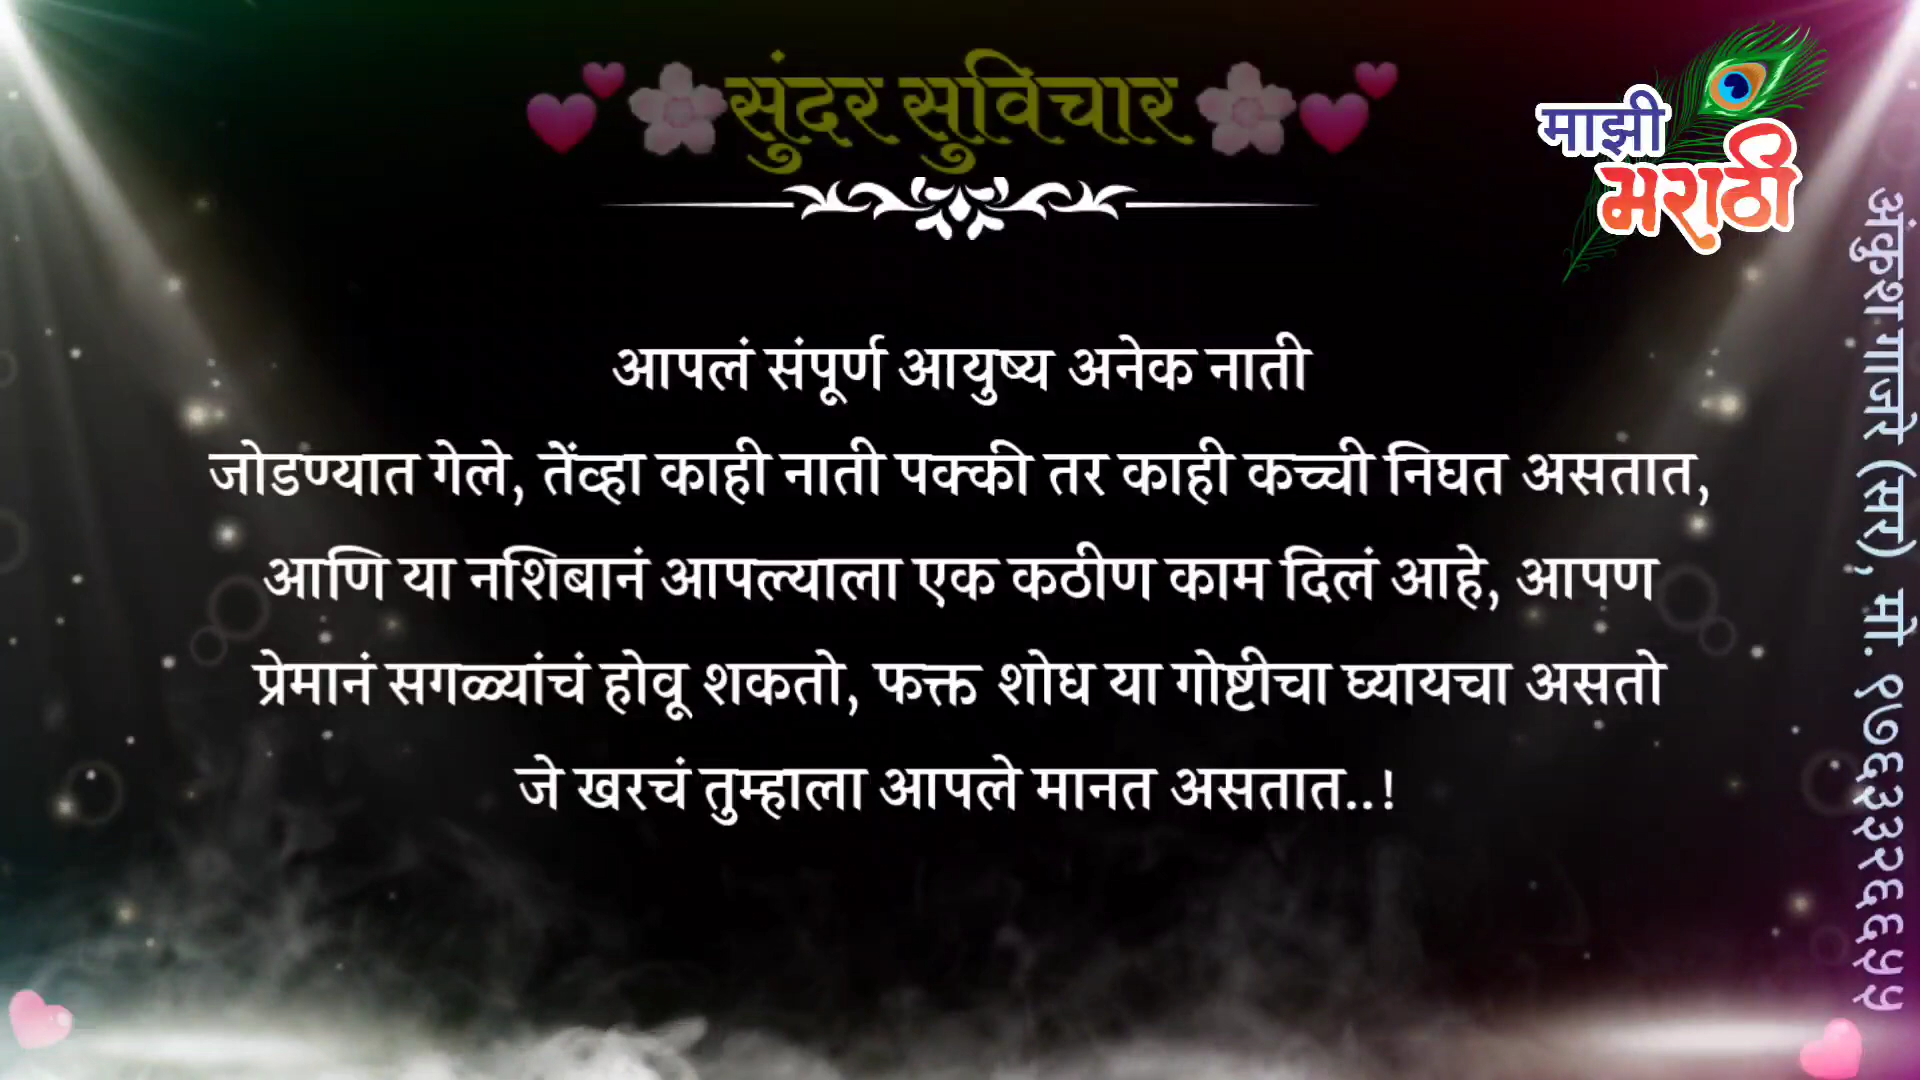 💕🌸सुंदर सुविचार🌸💕
माझी
मराठी
आपलं संपूर्ण आयुष्य अनेक नाती
जोडण्यात गेले, तेंव्हा काही नाती पक्की तर काही कच्ची निघत असतात,
आणि या नशिबानं आपल्याला एक कठीण काम दिलं आहे, आपण
प्रेमानं सगळ्यांचं होवू शकतो, फक्त शोध या गोष्टीचा घ्यायचा असतो
जे खरचं तुम्हाला आपले मानत असतात..!
अंकुश गाजरे (सर), मो. ९७६३३२६६५५